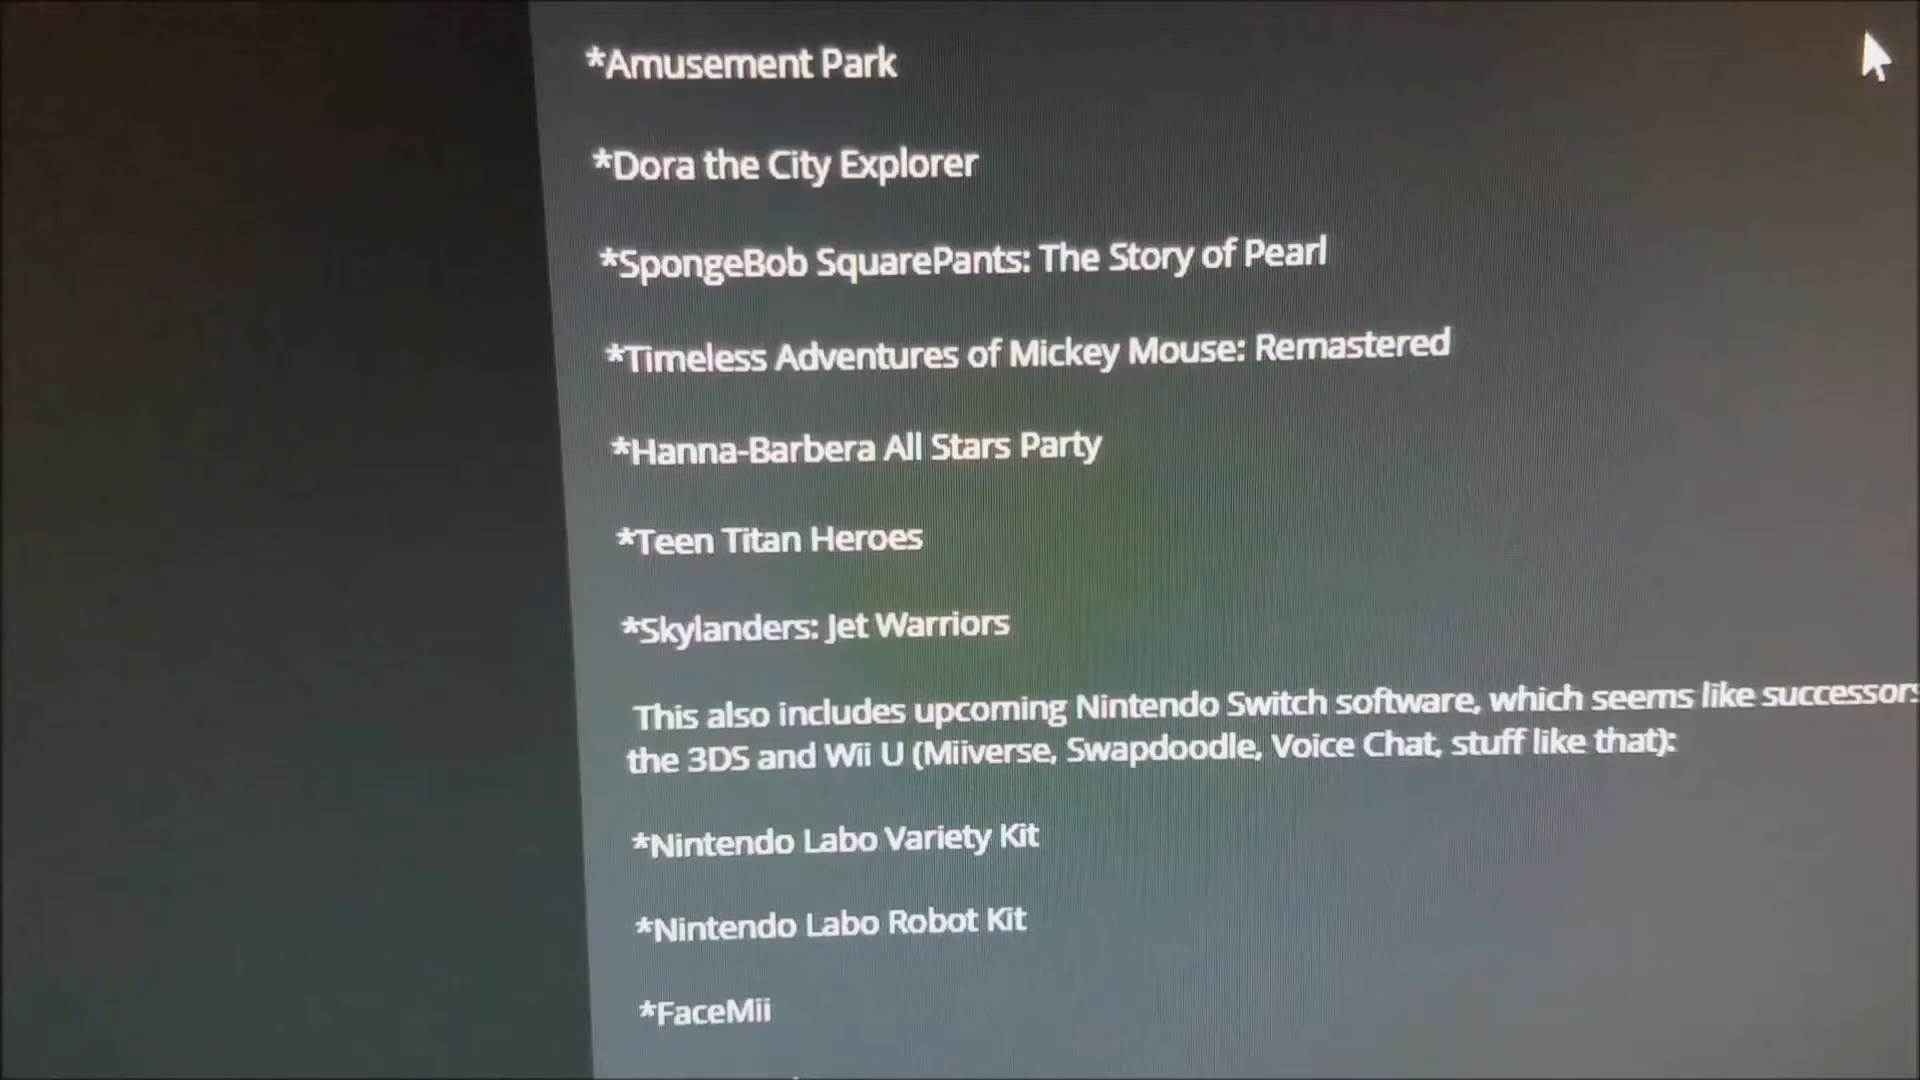 *Amusement Park
*Dora the City Explorer
*SpongeBob SquarePants: The Story of Pearl
*Timeless Adventures of Mickey Mouse: Remastered
*Hanna-Barbera All Stars Party
*Teen Titan Heroes
*Skylanders: Jet Warriors
This also includes upcoming Nintendo Switch software, which seems like successors
the 3DS and Wii U (Miiverse, Swapdoodle, Voice Chat, stuff like that):
*Nintendo Labo Variety Kit
*Nintendo Labo Robot Kit
*FaceMii